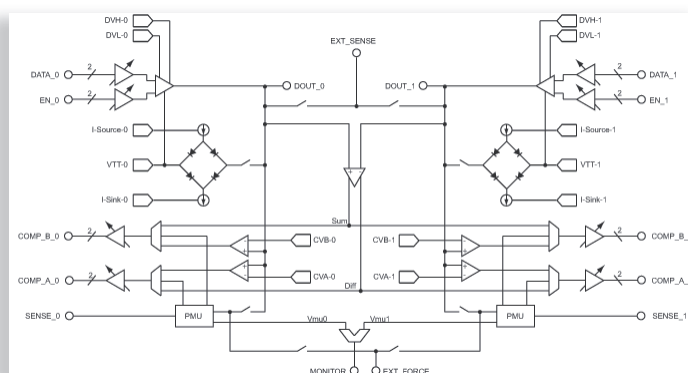 DVH-0
DVH-1
DVL-0
DVL-1
EXT_SENSE
DATA_0
2
2
DATA_1
DOUT_0
DOUT_1
EN_0
2
2
EN_1
I-Source-0
I-Source-1
VTT-0
VTT-1
I-Sink-0
I-Sink-1
+ -
Sum
COMP_B_0
2
CVB-0
CVB-1
2
COMP_B_
COMP_A_0
2
CVA-0
CVA-1
2
COMP_A_
Diff
SENSE_0
PMU
Vmu0
Vmu1
PMU
SENSE_1
MONITOR
EXT_FORCE